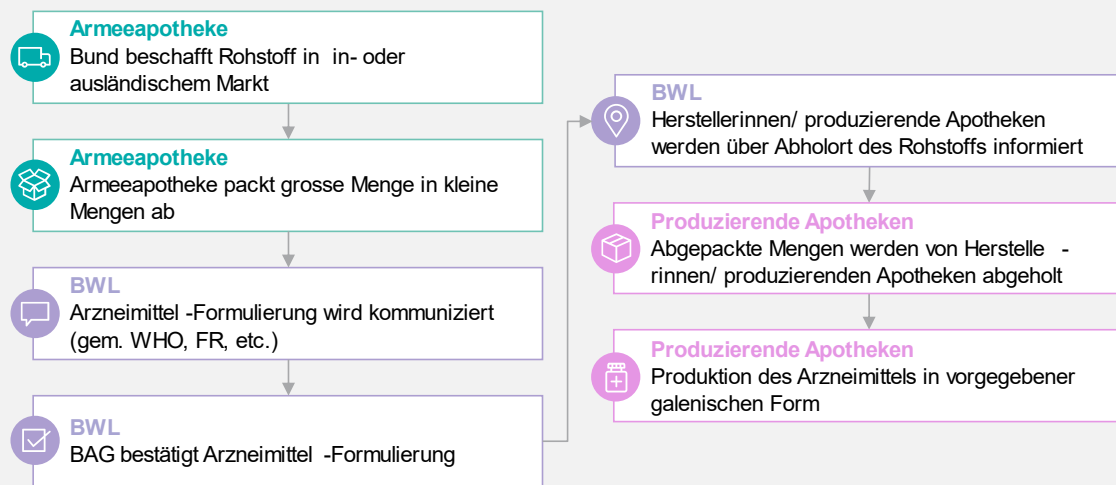 Armeeapotheke
Bund beschafft Rohstoff in in- oder
ausländischem Markt
Armeeapotheke
Armeeapotheke packt grosse Menge in kleine
Mengen ab
BWL
Arzneimittel -Formulierung wird kommuniziert
(gem. WHO, FR, etc.)
BWL
BAG bestätigt Arzneimittel -Formulierung
BWL
Herstellerinnen/ produzierende Apotheken
werden über Abholort des Rohstoffs informiert
Produzierende Apotheken
Abgepackte Mengen werden von Herstelle -
rinnen/ produzierenden Apotheken abgeholt
Produzierende Apotheken
Produktion des Arzneimittels in vorgegebener
galenischen Form